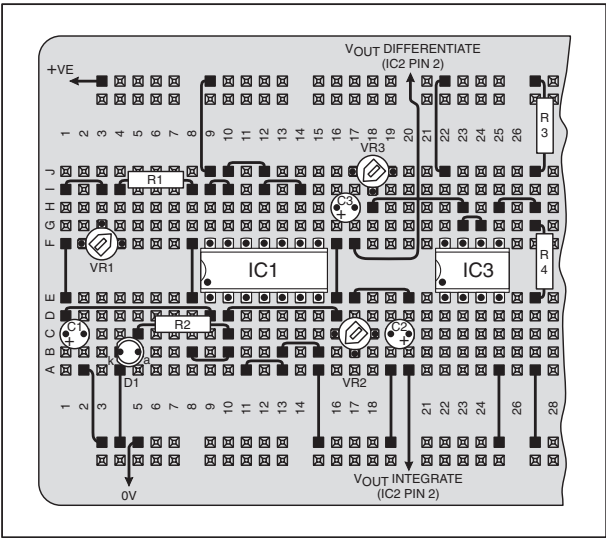 VOUT DIFFERENTIATE
(IC2 PIN 2)
+VE
1 2 3 4 5 6 7 8 9 10 11 12 13 14 15 16 17 18 19 20 21 22 23 24 25 26 28
R3
VR3
J
R1
I
H
C3
+
G
F
VR1
IC1
IC3
R4
E
D
C1
+
R2
C
C2
+
B
k
a
A
D1
VR2
1 2 3 5 6 7 8 9 10 11 12 13 14 16 17 18 21 22 23 24 26 28
0V
VOUT INTEGRATE
(IC2 PIN 2)